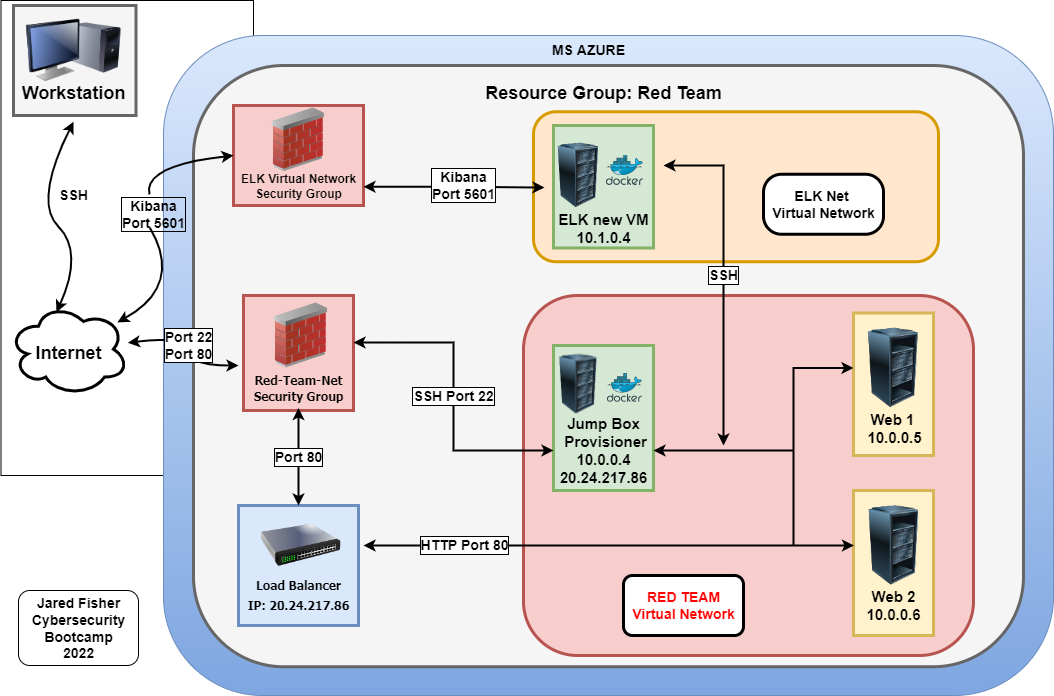 MS AZURE
Workstation
Resource Group: Red Team
ELK Virtual Network
Security Group
Kibana
Port 5601
docker
ELK new VM
10.1.0.4
ELK Net
Virtual Network
SSH
Kibana
Port 5601
SSH
Internet
Port 22
Port 80
Red-Team-Net
Security Group
SSH Port 22
docker
Jump Box
Provisioner
10.0.0.4
20.24.217.86
Web 1
10.0.0.5
Port 80
HTTP Port 80
Load Balancer
IP: 20.24.217.86
RED TEAM
Virtual Network
Web 2
10.0.0.6
Jared Fisher
Cybersecurity
Bootcamp
2022